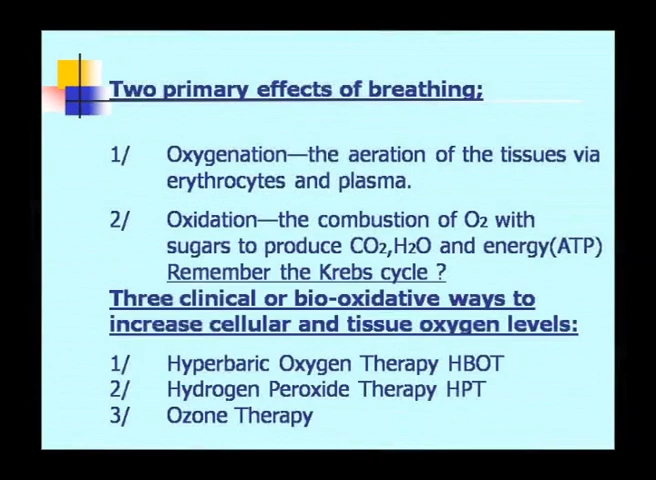 Two primary effects of breathing;
1/ Oxygenation—the aeration of the tissues via
erythrocytes and plasma.
2/ Oxidation—the combustion of O2 with
sugars to produce CO2,H2O and energy(ATP)
Remember the Krebs cycle ?
Three clinical or bio-oxidative ways to
increase cellular and tissue oxygen levels:
1/ Hyperbaric Oxygen Therapy HBOT
2/ Hydrogen Peroxide Therapy HPT
3/ Ozone Therapy